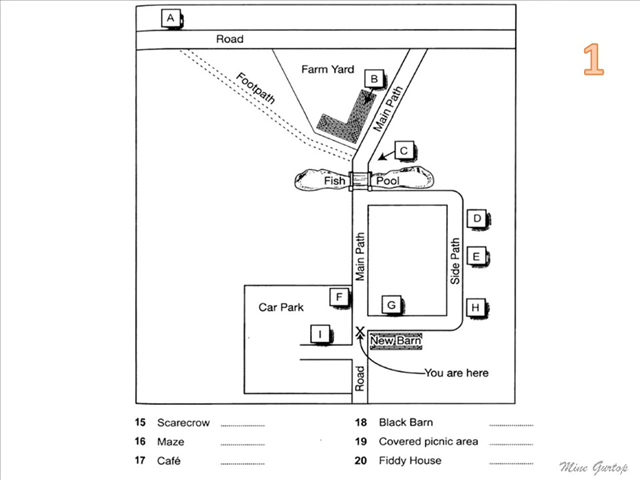 A
Road
1
Farm Yard
B
Footpath
Main Path
C
Fish Pool
D
Main Path
Side Path
E
F
G
H
Car Park
I
X
New Barn
You are here
Road
15 Scarecrow ..............
18 Black Barn ..............
16 Maze ..............
19 Covered picnic area ..............
17 Café ..............
20 Fiddy House ..............
Mine Gurtop